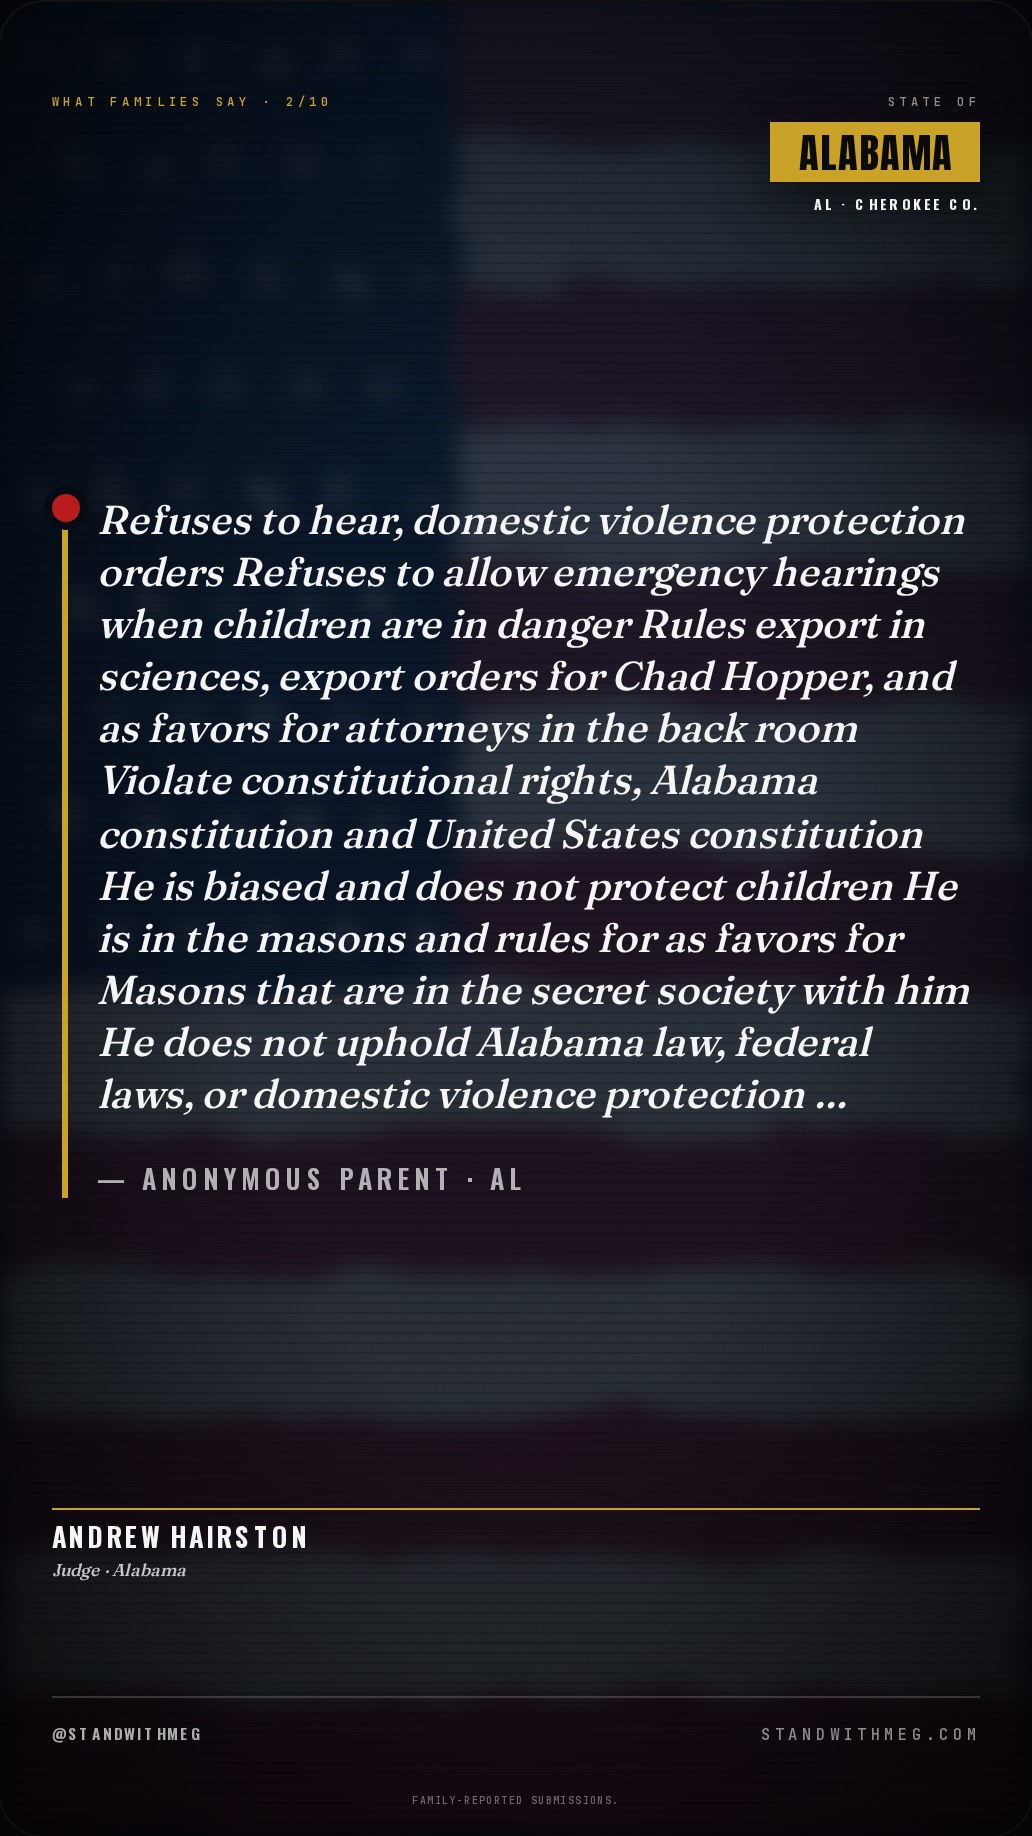 WHAT FAMILIES SAY · 2/10
STATE OF
ALABAMA
AL · CHEROKEE CO.
Refuses to hear, domestic violence protection
orders Refuses to allow emergency hearings
when children are in danger Rules export in
sciences, export orders for Chad Hopper, and
as favors for attorneys in the back room
Violate constitutional rights, Alabama
constitution and United States constitution
He is biased and does not protect children He
is in the masons and rules for as favors for
Masons that are in the secret society with him
He does not uphold Alabama law, federal
laws, or domestic violence protection ...
— ANONYMOUS PARENT · AL
ANDREW HAIRSTON
Judge · Alabama
@STANDWITHMEG
STANDWITHMEG.COM
FAMILY-REPORTED SUBMISSIONS.